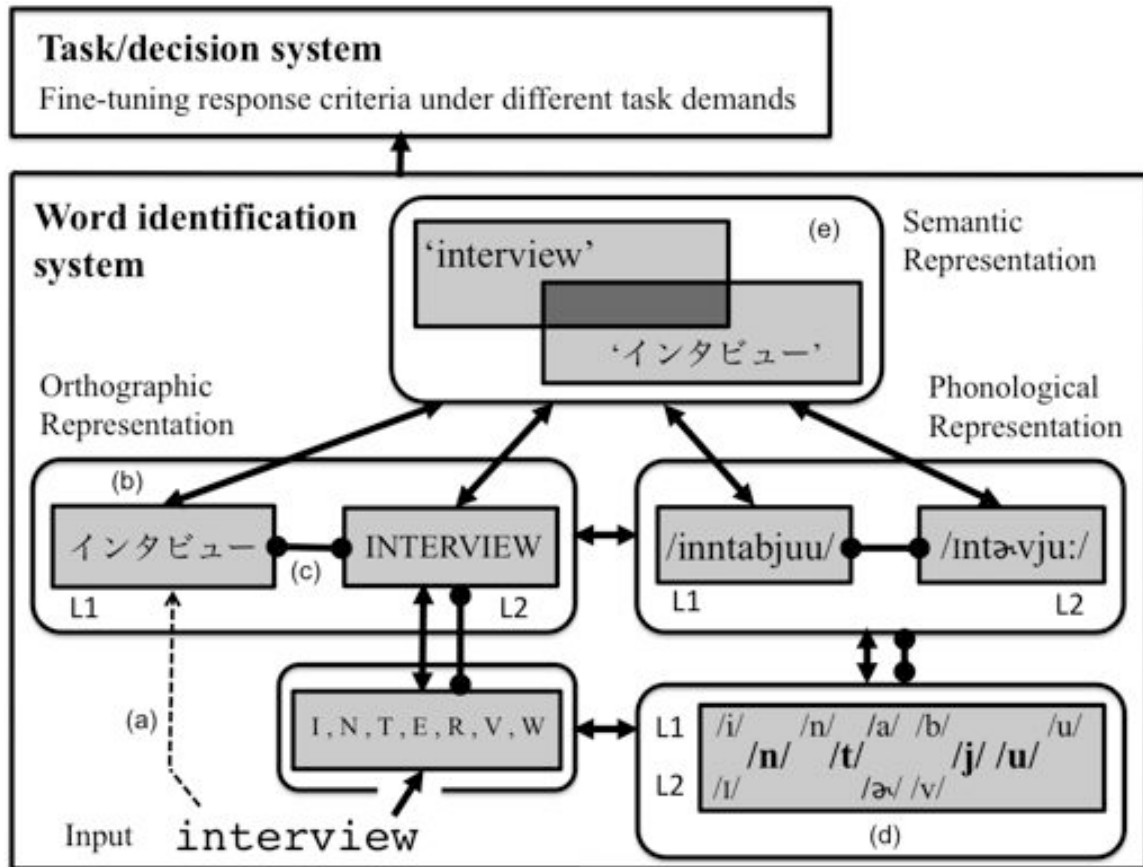 Task/decision system
Fine-tuning response criteria under different task demands
Word identification
system
(e)
Semantic
Representation
'interview'
'インタビュー'
Orthographic
Representation
Phonological
Representation
(b)
インタビュー
INTERVIEW
(c)
L1
L2
/inntabjuu/
/ɪntɚvjuː/
L1
L2
(a)
I , N , T , E , R , V , W
L1 /i/ /n/ /a/ /b/ /u/
/n/ /t/ /j/ /u/
L2 /ɪ/ /ɚ/ /v/
(d)
Input interview